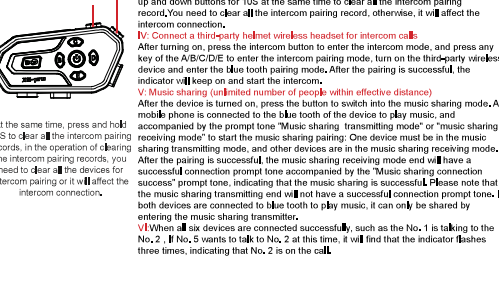 up and down buttons for 10S at the same time to clear all the intercom pairing
record.You need to clear all the intercom pairing record, otherwise, it will affect the
intercom connection.
IV: Connect a third-party helmet wireless headset for intercom calls
After turning on, press the intercom button to enter the intercom mode, and press any
key of the A/B/C/D/E to enter the intercom pairing mode, turn on the third-party wireless
device and enter the blue tooth pairing mode. After the pairing is successful, the
indicator will keep on and start the intercom.
V: Music sharing (unlimited number of people within effective distance)
After the device is turned on, press the button to switch into the music sharing mode. A
mobile phone is connected to the blue tooth of the device to play music, and
accompanied by the prompt tone "Music sharing transmitting mode" or "music sharing
receiving mode" to start the music sharing pairing: One device must be in the music
sharing transmitting mode, and other devices are in the music sharing receiving mode.
After the pairing is successful, the music sharing receiving mode end will have a
successful connection prompt tone accompanied by the "Music sharing connection
success" prompt tone, indicating that the music sharing is successful. Please note that
the music sharing transmitting end will not have a successful connection prompt tone.
both devices are connected to blue tooth to play music, it can only be shared by
entering the music sharing transmitter.
VI:When all six devices are connected successfully, such as the No. 1 is talking to the
No. 2 , If No. 5 wants to talk to No. 2 at this time, it will find that the indicator flashes
three times, indicating that No. 2 is on the call.
at the same time, press and hold
S to clear all the intercom pairing
cords, in the operation of clearing
he intercom pairing records, you
need to clear all the devices for
tercom pairing or it will affect the
intercom connection.